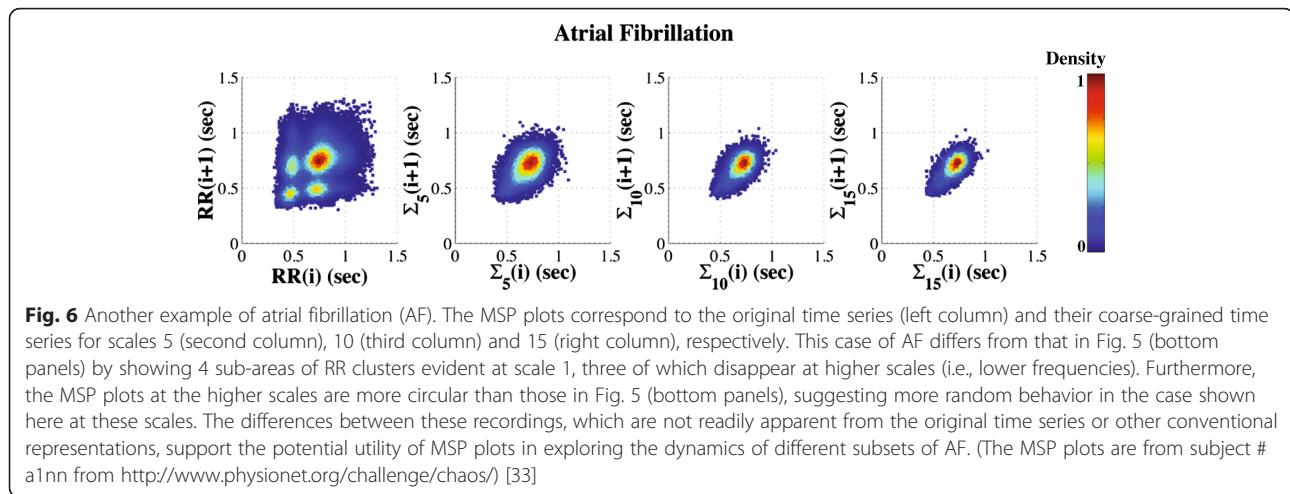 Atrial Fibrillation
Density
1
0
1.5
1
0.5
0
RR(i+1) (sec)
0 0.5 1 1.5
RR(i) (sec)
1.5
1
0.5
0
Σ5(i+1) (sec)
0 0.5 1 1.5
Σ5(i) (sec)
1.5
1
0.5
0
Σ10(i+1) (sec)
0 0.5 1 1.5
Σ10(i) (sec)
1.5
1
0.5
0
Σ15(i+1) (sec)
0 0.5 1 1.5
Σ15(i) (sec)
Fig. 6 Another example of atrial fibrillation (AF). The MSP plots correspond to the original time series (left column) and their coarse-grained time
series for scales 5 (second column), 10 (third column) and 15 (right column), respectively. This case of AF differs from that in Fig. 5 (bottom
panels) by showing 4 sub-areas of RR clusters evident at scale 1, three of which disappear at higher scales (i.e., lower frequencies). Furthermore,
the MSP plots at the higher scales are more circular than those in Fig. 5 (bottom panels), suggesting more random behavior in the case shown
here at these scales. The differences between these recordings, which are not readily apparent from the original time series or other conventional
representations, support the potential utility of MSP plots in exploring the dynamics of different subsets of AF. (The MSP plots are from subject #
a1nn from http://www.physionet.org/challenge/chaos/) [33]